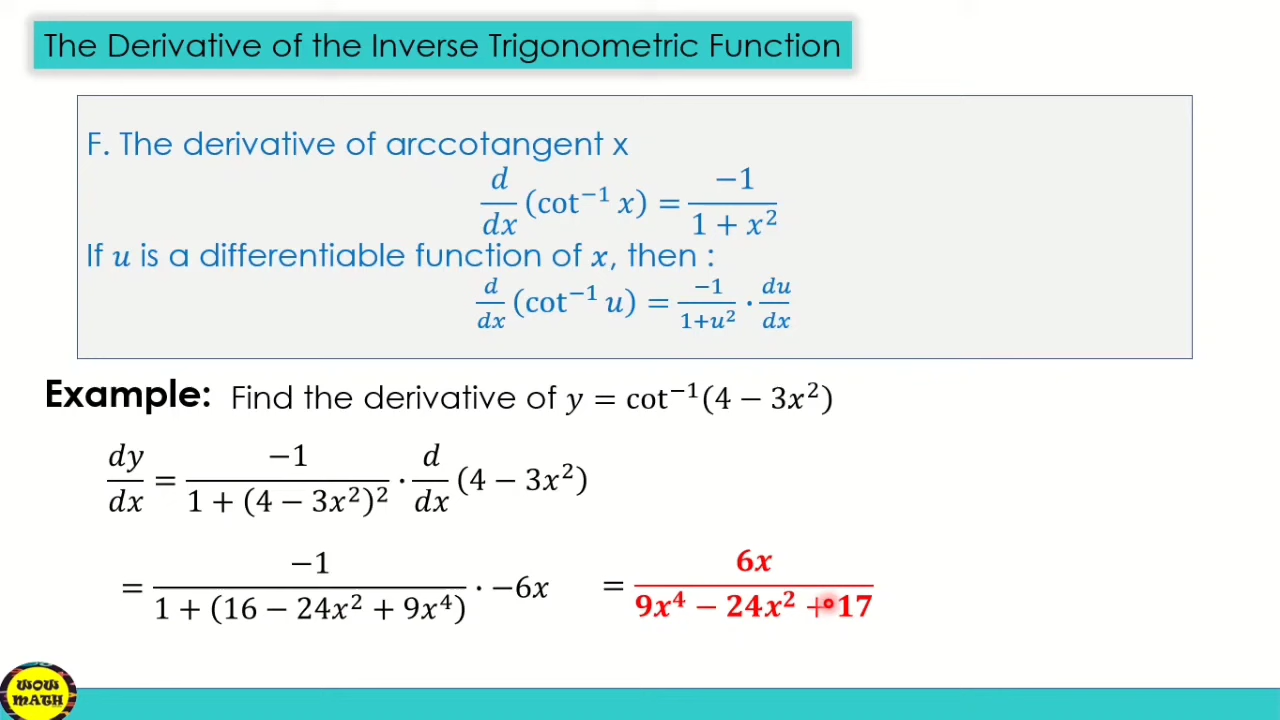 The Derivative of the Inverse Trigonometric Function
F. The derivative of arccotangent x
d/dx (cot⁻¹ x) = −1/(1 + x²)
If u is a differentiable function of x, then :
d/dx (cot⁻¹ u) = −1/(1+u²) · du/dx
Example: Find the derivative of y = cot⁻¹(4 − 3x²)
dy/dx = −1/(1 + (4 − 3x²)²) · d/dx (4 − 3x²)
= −1/(1 + (16 − 24x² + 9x⁴)) · −6x = 6x/(9x⁴ − 24x² + 17)
WOW
MATH